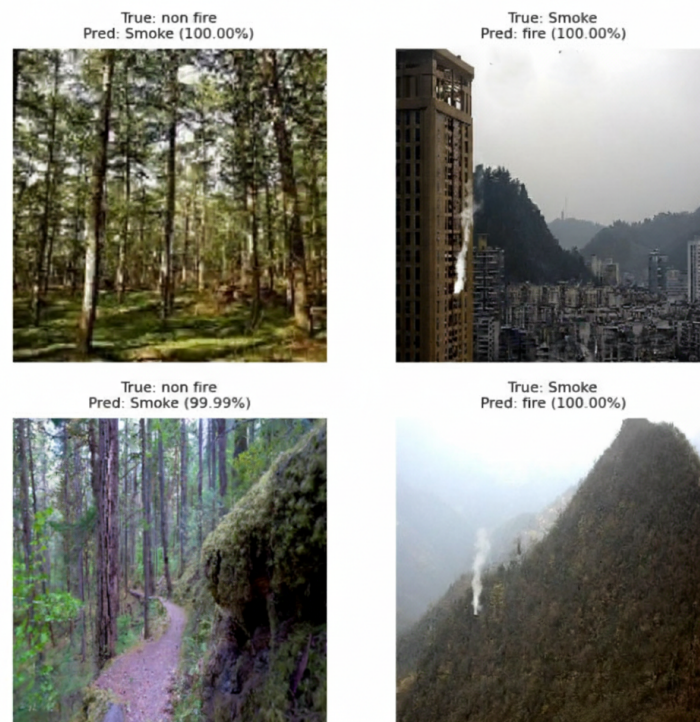 True: non fire
Pred: Smoke (100.00%)
True: Smoke
Pred: fire (100.00%)
True: non fire
Pred: Smoke (99.99%)
True: Smoke
Pred: fire (100.00%)